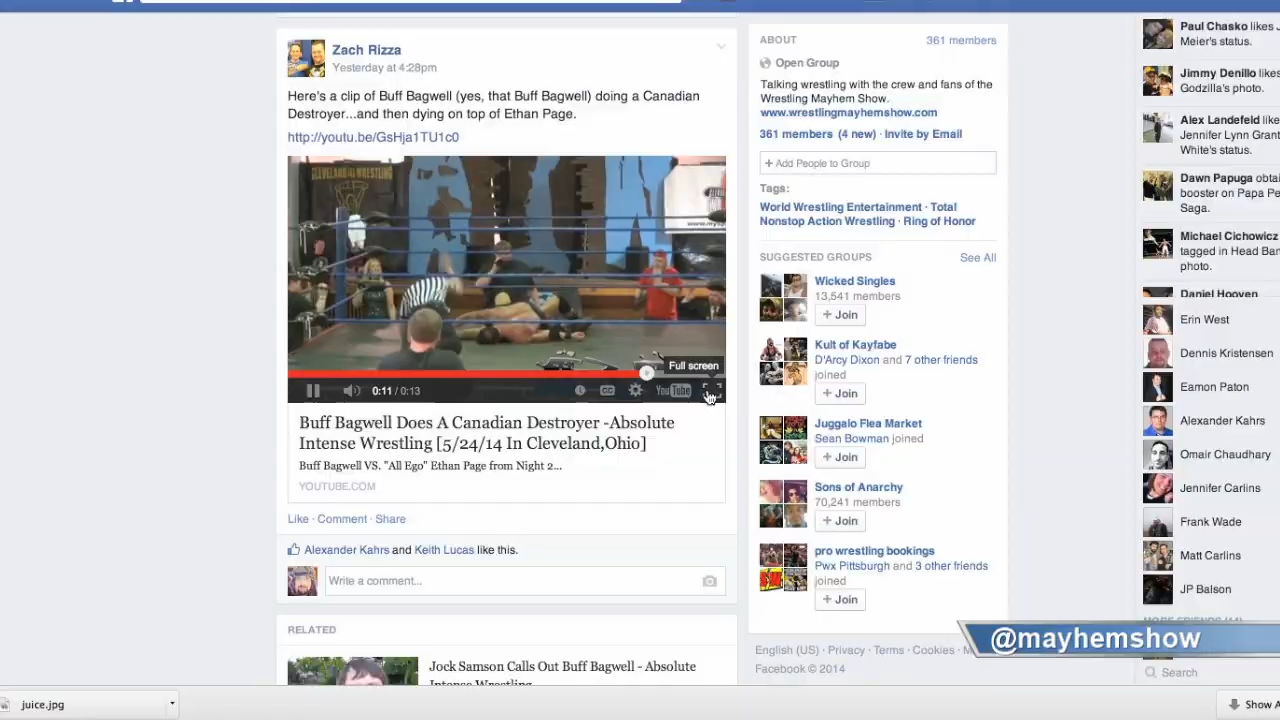 Zach Rizza
Yesterday at 4:28pm
Here's a clip of Buff Bagwell (yes, that Buff Bagwell) doing a Canadian
Destroyer...and then dying on top of Ethan Page.
http://youtu.be/GsHja1TU1c0
CLEVELAND WRESTLING
Full screen
0:11 / 0:13
CC
YouTube
Buff Bagwell Does A Canadian Destroyer -Absolute
Intense Wrestling [5/24/14 In Cleveland,Ohio]
Buff Bagwell VS. "All Ego" Ethan Page from Night 2...
YOUTUBE.COM
Like · Comment · Share
Alexander Kahrs and Keith Lucas like this.
Write a comment...
RELATED
Jock Samson Calls Out Buff Bagwell - Absolute
Intense Wrestling
ABOUT
361 members
Open Group
Talking wrestling with the crew and fans of the
Wrestling Mayhem Show.
www.wrestlingmayhemshow.com
361 members (4 new) · Invite by Email
+ Add People to Group
Tags:
World Wrestling Entertainment · Total
Nonstop Action Wrestling · Ring of Honor
SUGGESTED GROUPS
See All
Wicked Singles
13,541 members
+ Join
Kult of Kayfabe
D'Arcy Dixon and 7 other friends
joined
+ Join
Juggalo Flea Market
Sean Bowman joined
+ Join
Sons of Anarchy
70,241 members
+ Join
pro wrestling bookings
Pwx Pittsburgh and 3 other friends
joined
+ Join
English (US) · Privacy · Terms · Cookies · M
Facebook © 2014
Paul Chasko likes J
Meier's status.
Jimmy Denillo likes
Godzilla's photo.
Alex Landefeld like
Jennifer Lynn Grant
White's status.
Dawn Papuga obtai
booster on Papa Pe
Saga.
Michael Cichowicz
tagged in Head Ban
photo.
Daniel Hooven
Erin West
Dennis Kristensen
Eamon Paton
Alexander Kahrs
Omair Chaudhary
Jennifer Carlins
Frank Wade
Matt Carlins
JP Balson
MORE FRIENDS (44)
@mayhemshow
Search
juice.jpg
Show A